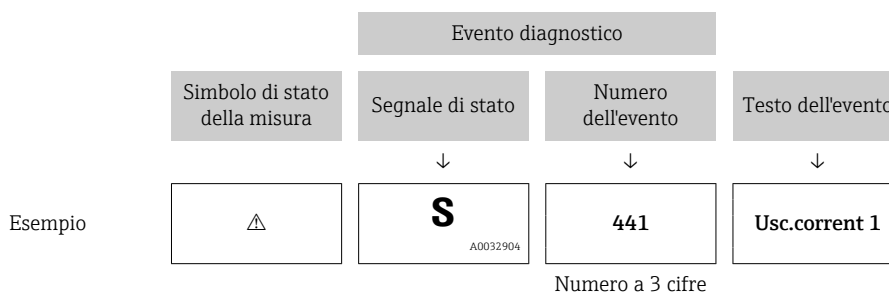 Evento diagnostico
Simbolo di stato
della misura
Segnale di stato
Numero
dell'evento
Testo dell'evento
↓ ↓ ↓
Esempio
⚠
S
A0032904
441
Usc.corrent 1
Numero a 3 cifre